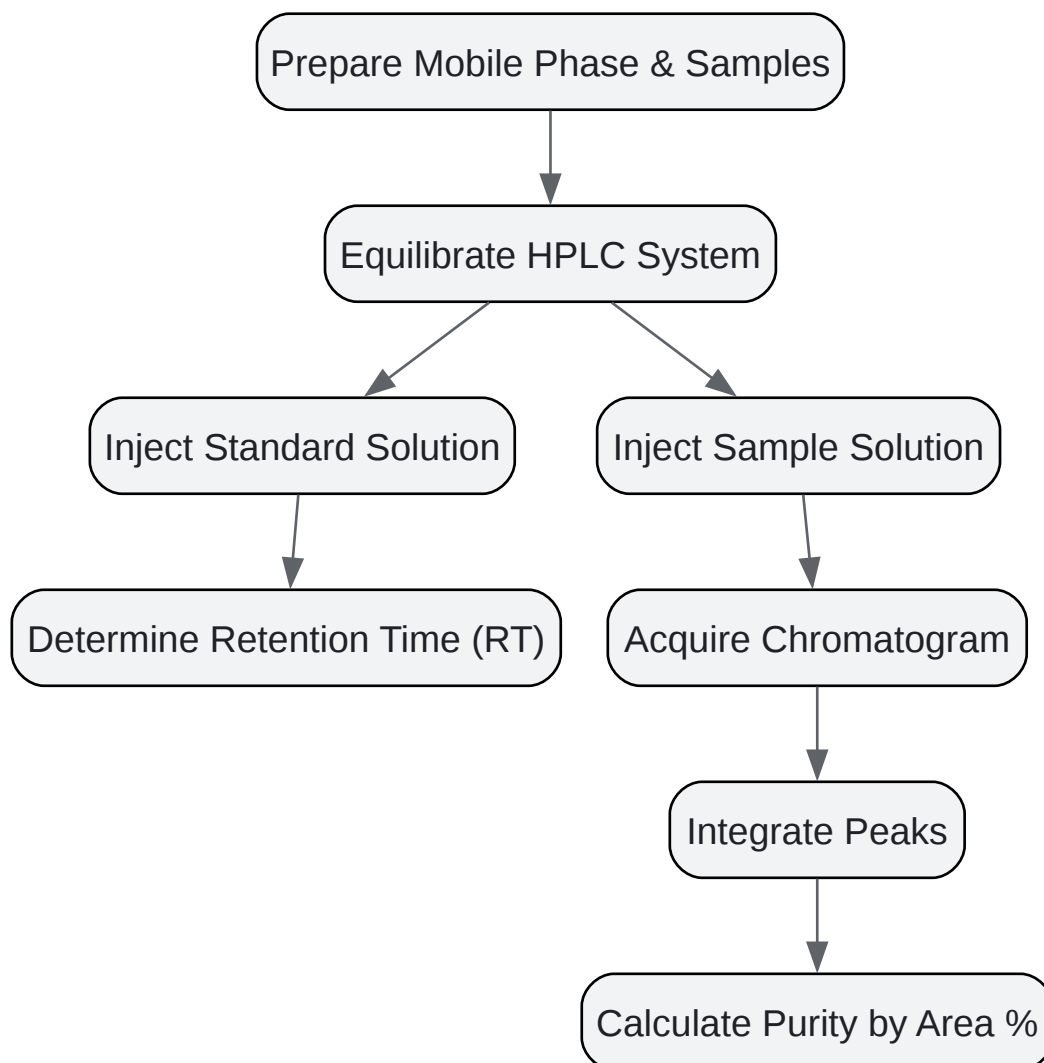 Prepare Mobile Phase & Samples
Equilibrate HPLC System
Inject Standard Solution
Inject Sample Solution
Determine Retention Time (RT)
Acquire Chromatogram
Integrate Peaks
Calculate Purity by Area %